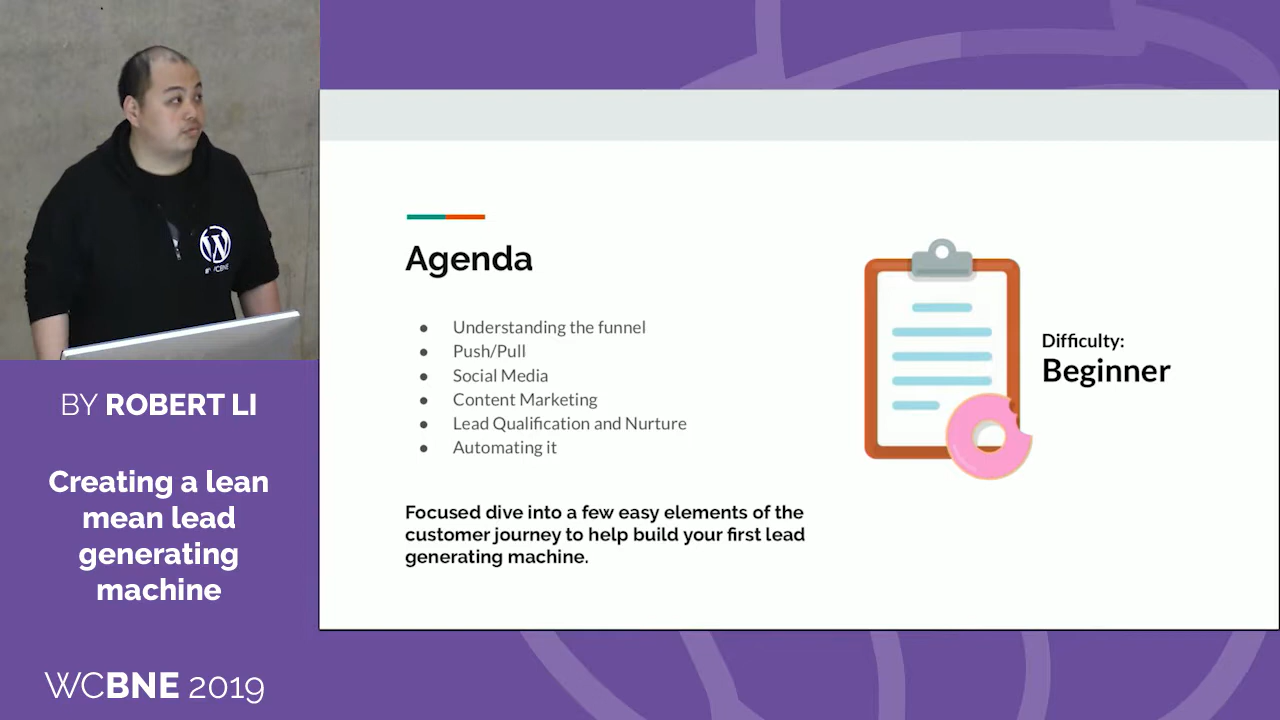 BY ROBERT LI
Creating a lean
mean lead
generating
machine
WCBNE 2019
Agenda
● Understanding the funnel
● Push/Pull
● Social Media
● Content Marketing
● Lead Qualification and Nurture
● Automating it
Focused dive into a few easy elements of the
customer journey to help build your first lead
generating machine.
Difficulty:
Beginner